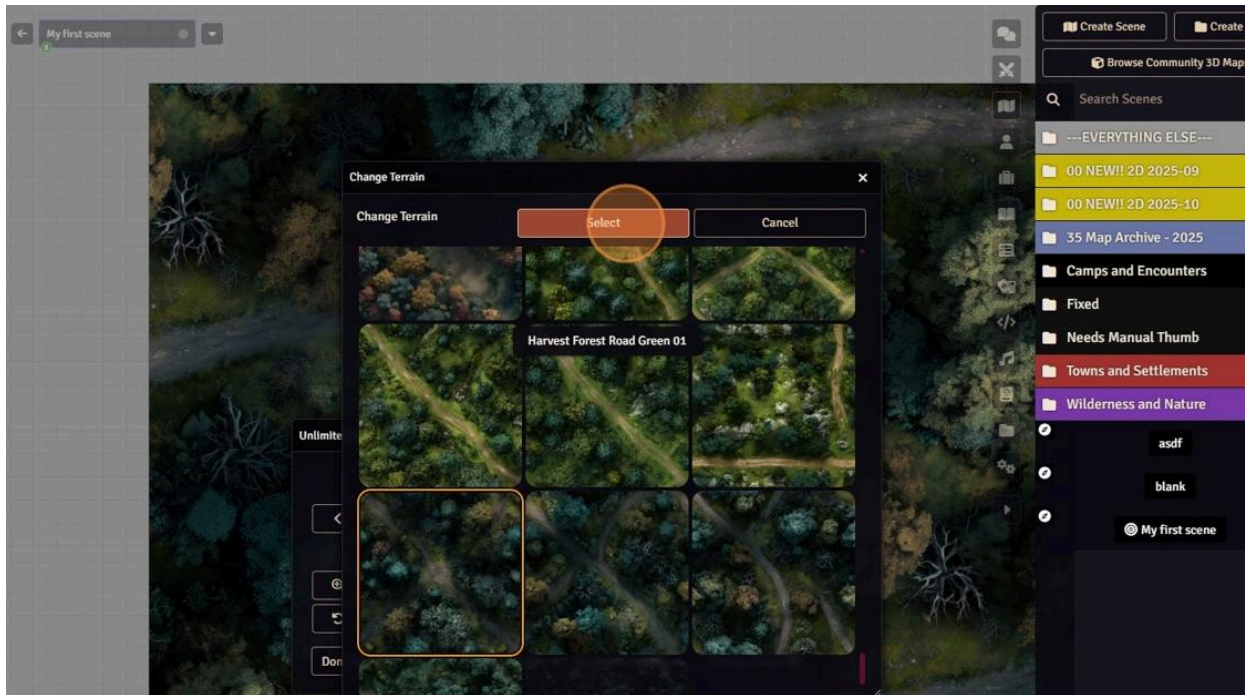 My first scene
Create Scene
Create
Browse Community 3D Maps
Search Scenes
---EVERYTHING ELSE---
00 NEW!! 2D 2025-09
00 NEW!! 2D 2025-10
35 Map Archive - 2025
Camps and Encounters
Fixed
Needs Manual Thumb
Towns and Settlements
Wilderness and Nature
asdf
blank
My first scene
Change Terrain
Change Terrain
Select
Cancel
Harvest Forest Road Green 01
Unlimite
Don